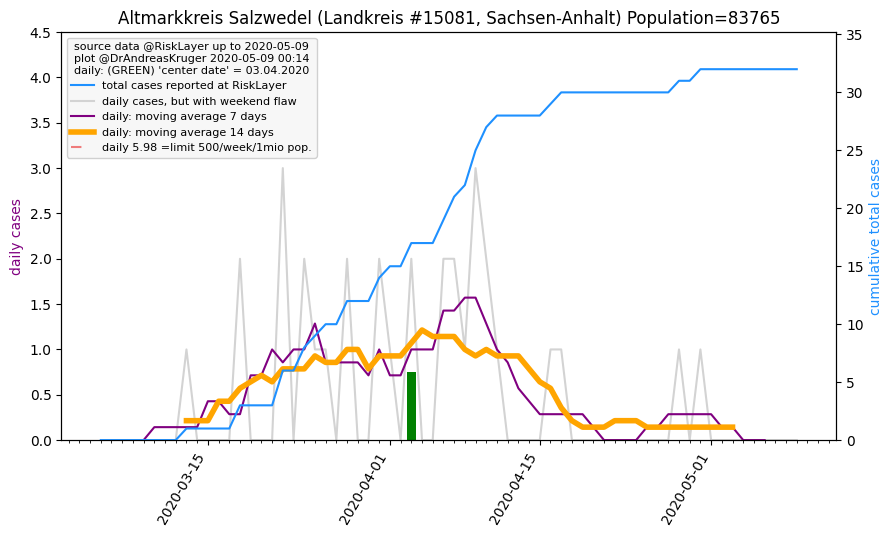 Altmarkkreis Salzwedel (Landkreis #15081, Sachsen-Anhalt) Population=83765
source data @RiskLayer up to 2020-05-09
plot @DrAndreasKruger 2020-05-09 00:14
daily: (GREEN) 'center date' = 03.04.2020
total cases reported at RiskLayer
daily cases, but with weekend flaw
daily: moving average 7 days
daily: moving average 14 days
daily 5.98 =limit 500/week/1mio pop.
daily cases
4.5
4.0
3.5
3.0
2.5
2.0
1.5
1.0
0.5
0.0
35
30
25
20
15
10
5
0
cumulative total cases
2020-03-15
2020-04-01
2020-04-15
2020-05-01